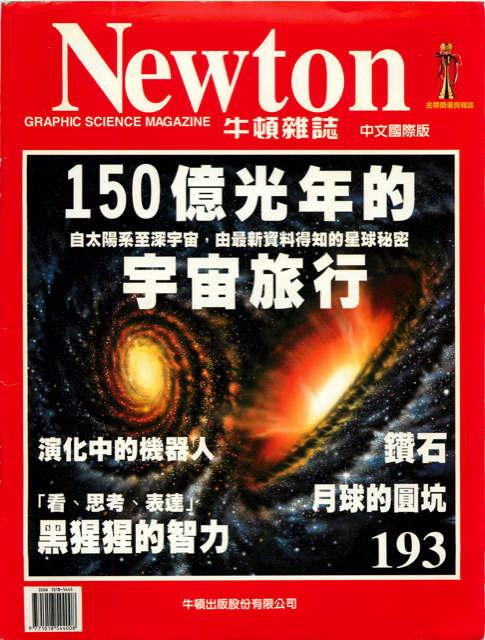 Newton
金鼎獎優良雜誌
GRAPHIC SCIENCE MAGAZINE 牛頓雜誌 中文國際版
150億光年的
自太陽系至深宇宙，由最新資料得知的星球秘密
宇宙旅行
演化中的機器人
鑽石
「看、思考、表達」
月球的圓坑
黑猩猩的智力
193
ISSN 1018-5445
9 771018 544008
牛頓出版股份有限公司